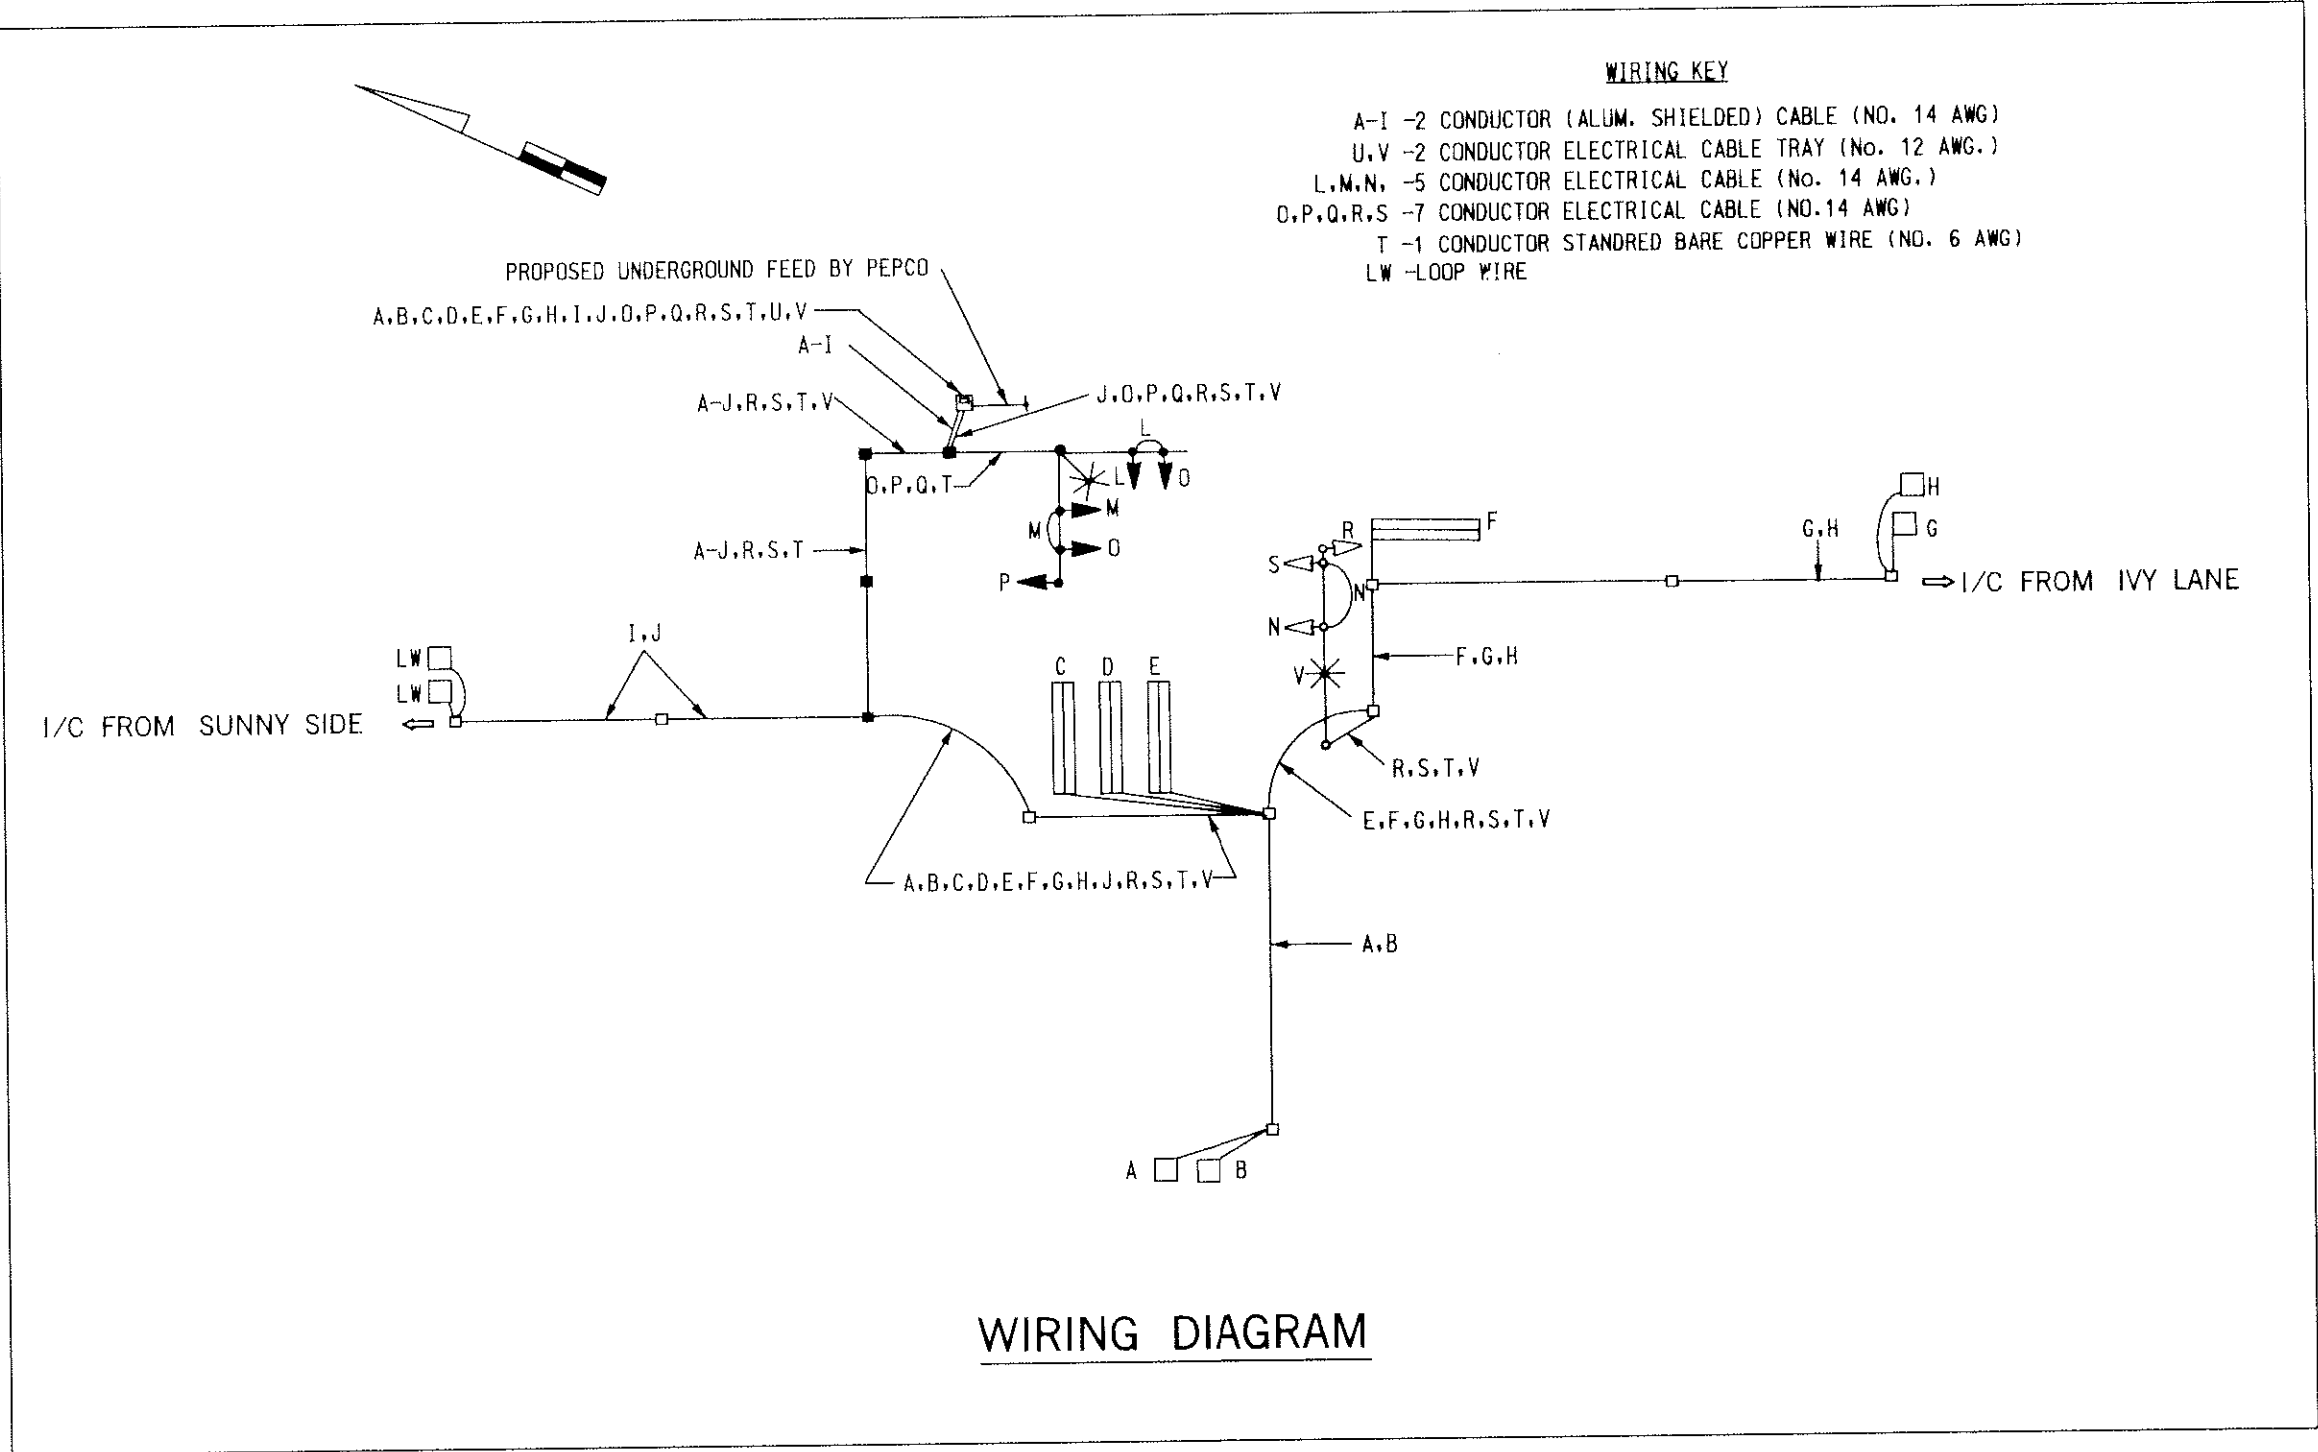 WIRING KEY
A-I -2 CONDUCTOR (ALUM. SHIELDED) CABLE (NO. 14 AWG)
U,V -2 CONDUCTOR ELECTRICAL CABLE TRAY (No. 12 AWG.)
L,M,N, -5 CONDUCTOR ELECTRICAL CABLE (No. 14 AWG.)
O,P,Q,R,S -7 CONDUCTOR ELECTRICAL CABLE (NO.14 AWG)
T -1 CONDUCTOR STANDRED BARE COPPER WIRE (NO. 6 AWG)
LW -LOOP WIRE
PROPOSED UNDERGROUND FEED BY PEPCO
A,B,C,D,E,F,G,H,I,J,O,P,Q,R,S,T,U,V
A-I
A-J,R,S,T,V
J,O,P,Q,R,S,T,V
L
O,P,Q,T
L
O
M
M
O
P
A-J,R,S,T
R
S
N
N
V
F
G,H
H
G
I/C FROM IVY LANE
F,G,H
I,J
LW
LW
I/C FROM SUNNY SIDE
C D E
R,S,T,V
E,F,G,H,R,S,T,V
A,B,C,D,E,F,G,H,J,R,S,T,V
A,B
A
B
WIRING DIAGRAM